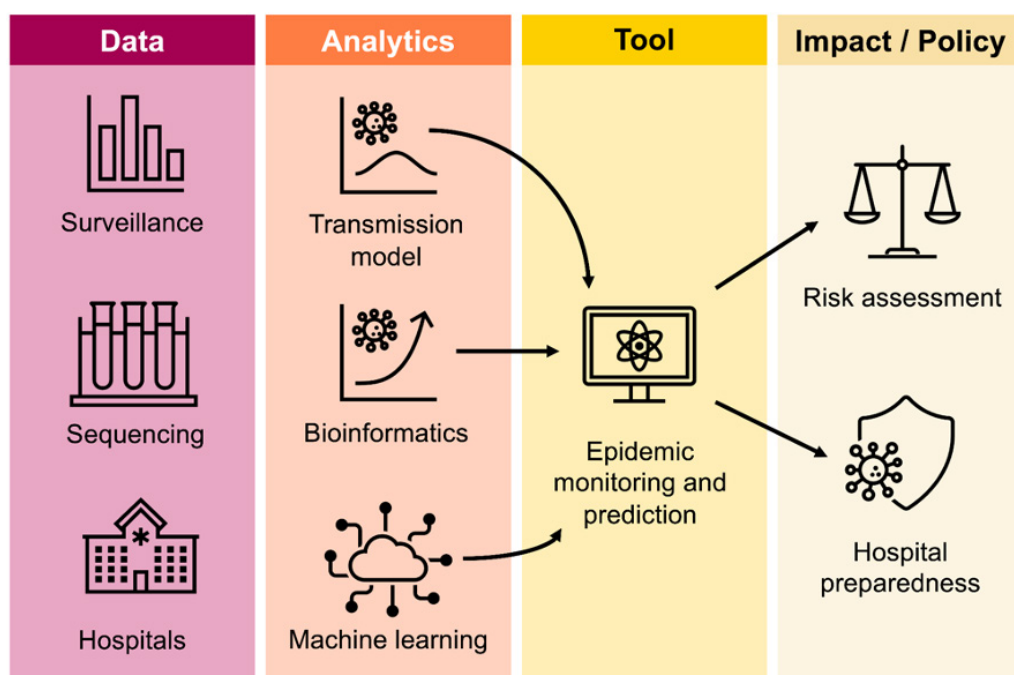 Data
Surveillance
Sequencing
Hospitals
Analytics
Transmission
model
Bioinformatics
Machine learning
Tool
Epidemic
monitoring and
prediction
Impact / Policy
Risk assessment
Hospital
preparedness